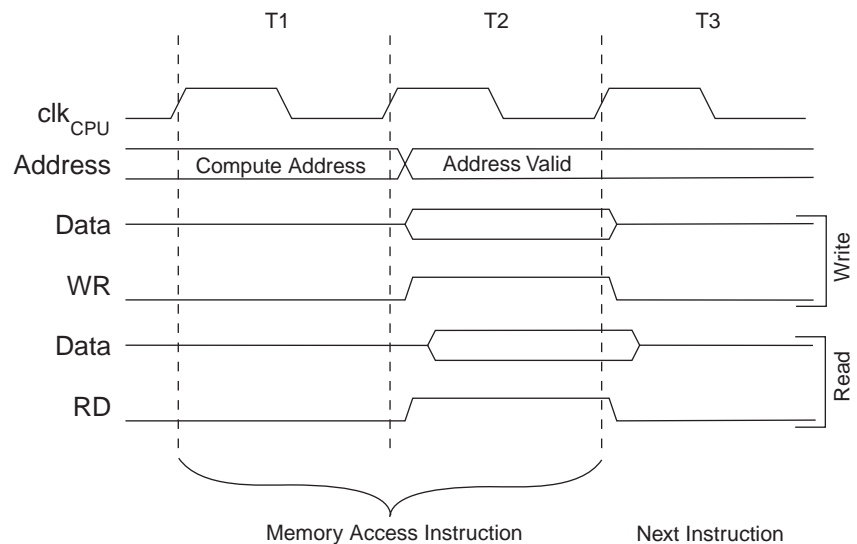 T1 T2 T3
clkCPU
Address Compute Address Address Valid
Data
WR
Write
Data
RD
Read
Memory Access Instruction Next Instruction